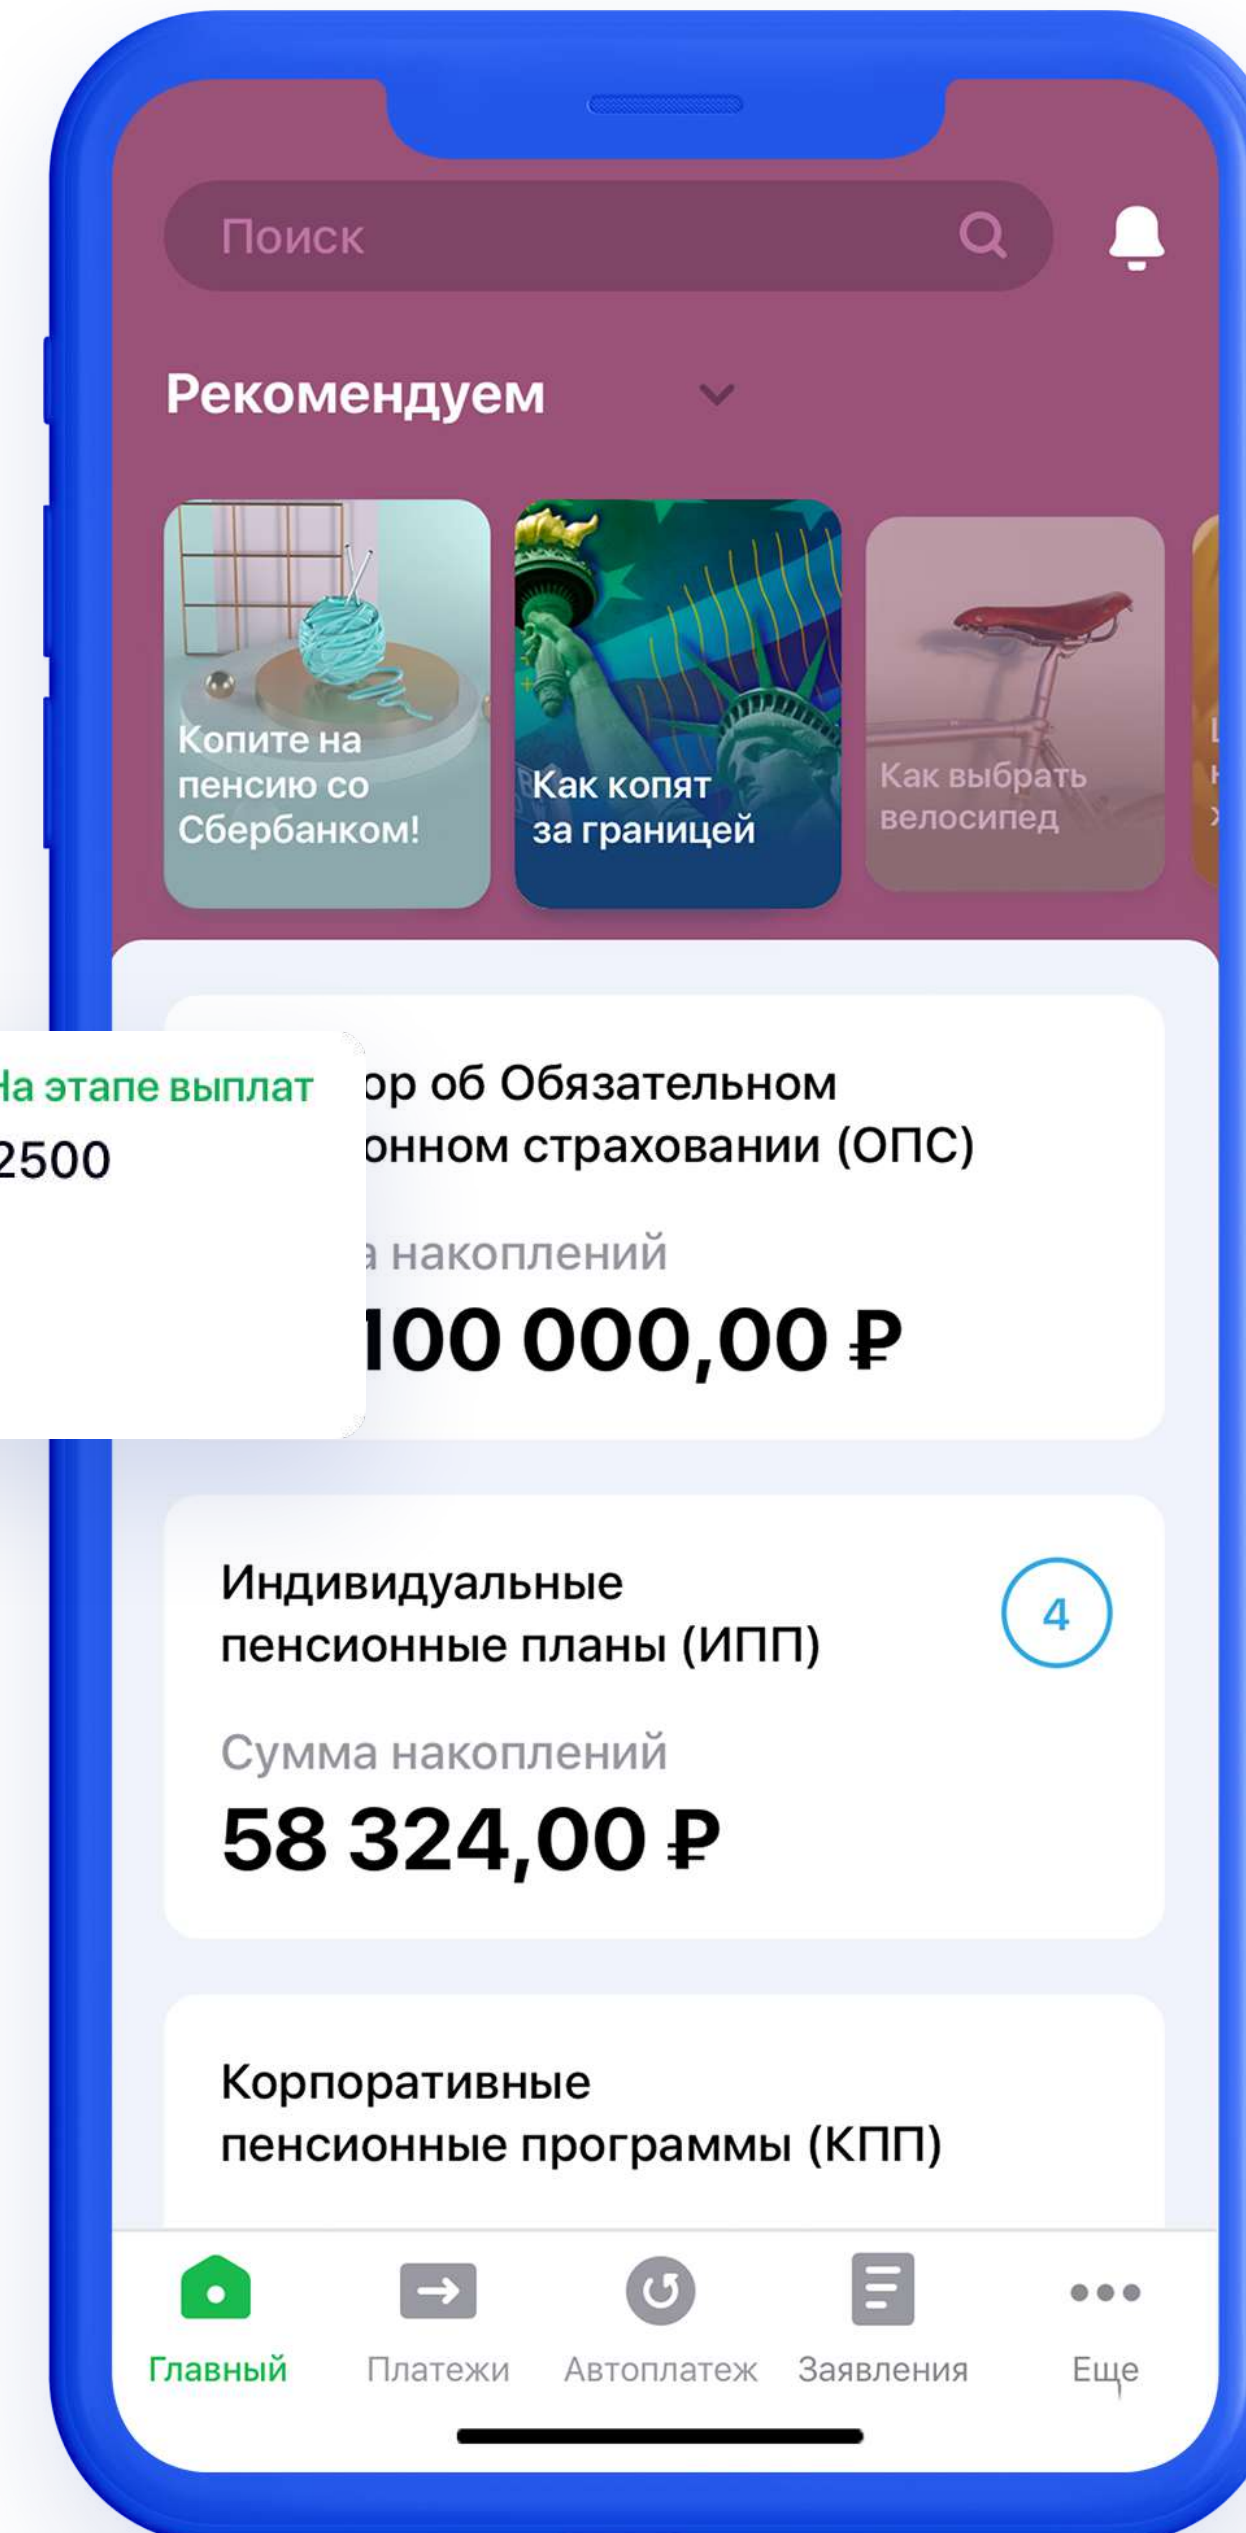 Поиск
Рекомендуем
Копите на
пенсию со
Сбербанком!
Как копят
за границей
Как выбрать
велосипед
На этапе выплат
2500
об Обязательном
страховании (ОПС)
накоплений
100 000,00 ₽
Индивидуальные
пенсионные планы (ИПП)
4
Сумма накоплений
58 324,00 ₽
Корпоративные
пенсионные программы (КПП)
Главный
Платежи
Автоплатеж
Заявления
Еще